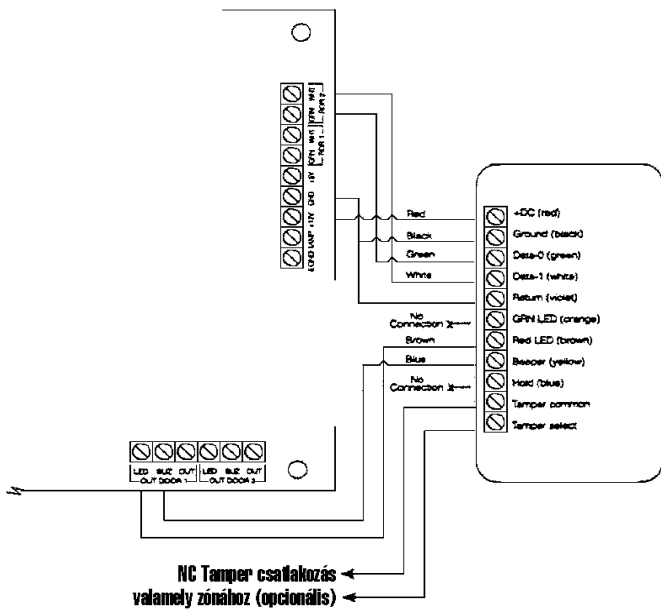 GRN WHT
RDR 2
GRN WHT
RDR 1
+5V
GND
+12V
LAMP
EGND
Red
Black
Green
White
No
Connection
Brown
Blue
No
Connection
+DC (red)
Ground (black)
Data-0 (green)
Data-1 (white)
Return (violet)
GRN LED (orange)
Red LED (brown)
Beeper (yellow)
Hold (blue)
Tamper common
Tamper select
LED BUZ OUT LED BUZ OUT
OUT DOOR 1 OUT DOOR 2
NC Tamper csatlakozás
valamely zónához (opcionális)